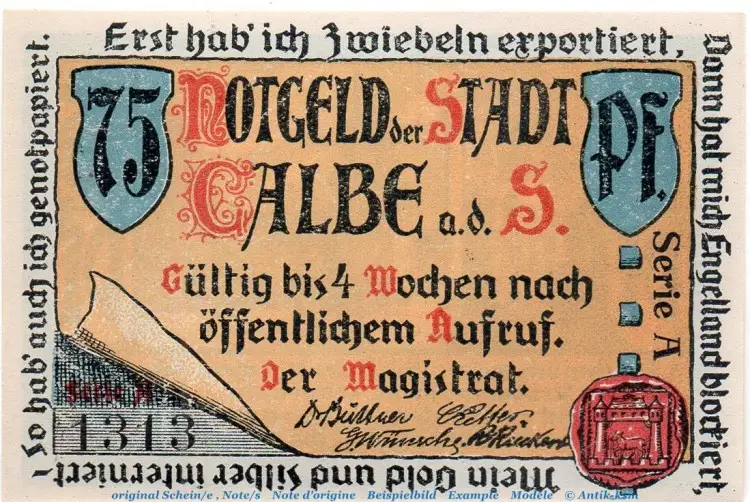 Erst hab' ich Zwiebeln exportiert,
Dann hat mich Engelland blockiert,
Mein Gold und Silber interniert -
So hab' auch ich genotpapiert.
75
NOTGELD der STADT
Pf.
CALBE a.d. S.
Gültig bis 4 Wochen nach
öffentlichem Aufruf.
Der Magistrat.
Serie A
Serie A
1313
original Schein/e , Note/s Note d'origine Beispielbild Example Modele © Antik-Kim